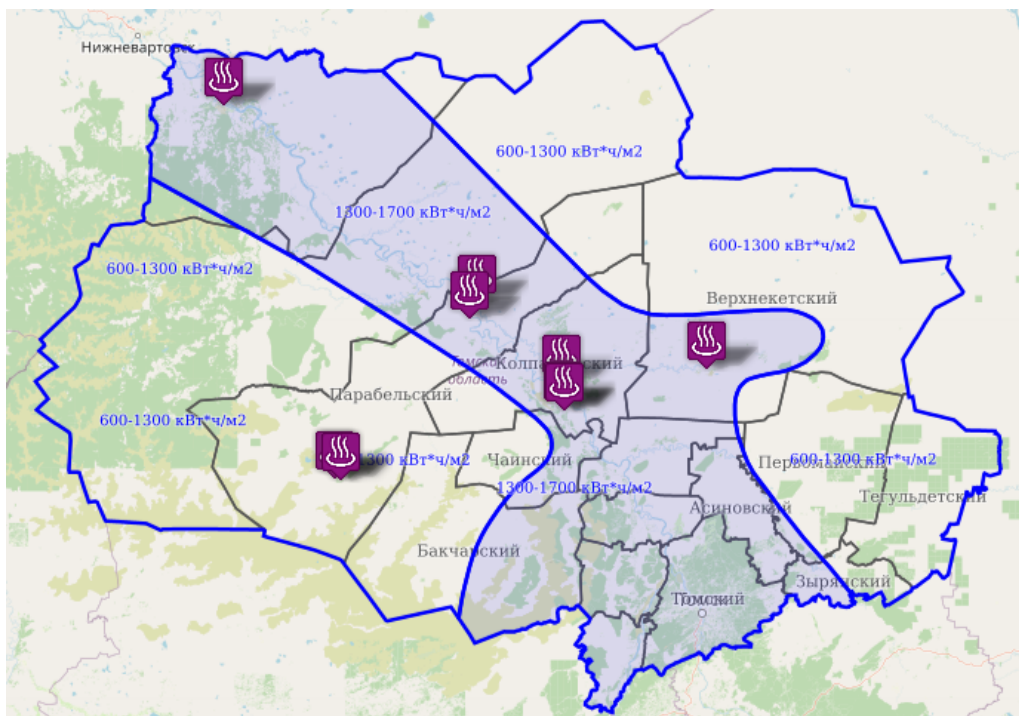 Нижневартовск
600-1300 кВт*ч/м2
1300-1700 кВт*ч/м2
600-1300 кВт*ч/м2
600-1300 кВт*ч/м2
Верхнекетский
область
Парабельский
600-1300 кВт*ч/м2
1300 кВт*ч/м2
Чаинский
Первомайский
600-1300 кВт*ч/м2
1300-1700 кВт*ч/м2
Тегульдетский
Асиновский
Бакчарский
Зырянский
Томский